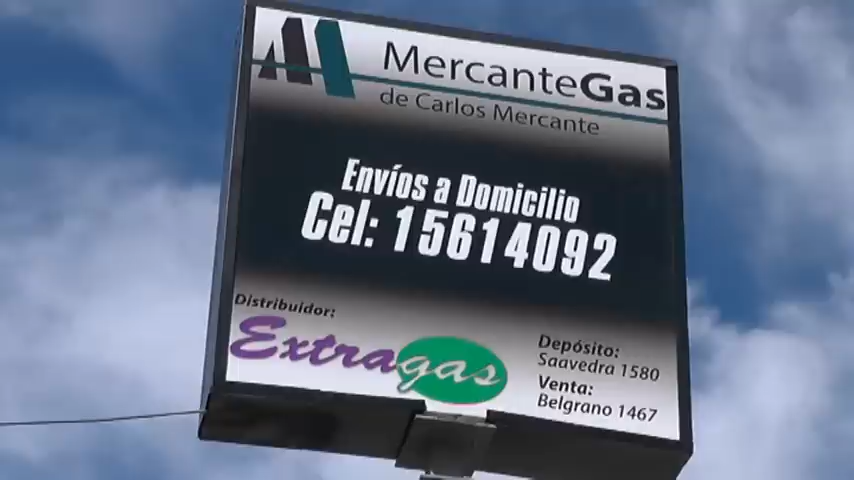 MercanteGas
de Carlos Mercante
Envíos a Domicilio
Cel: 15614092
Distribuidor:
Extragas
Depósito:
Saavedra 1580
Venta:
Belgrano 1467